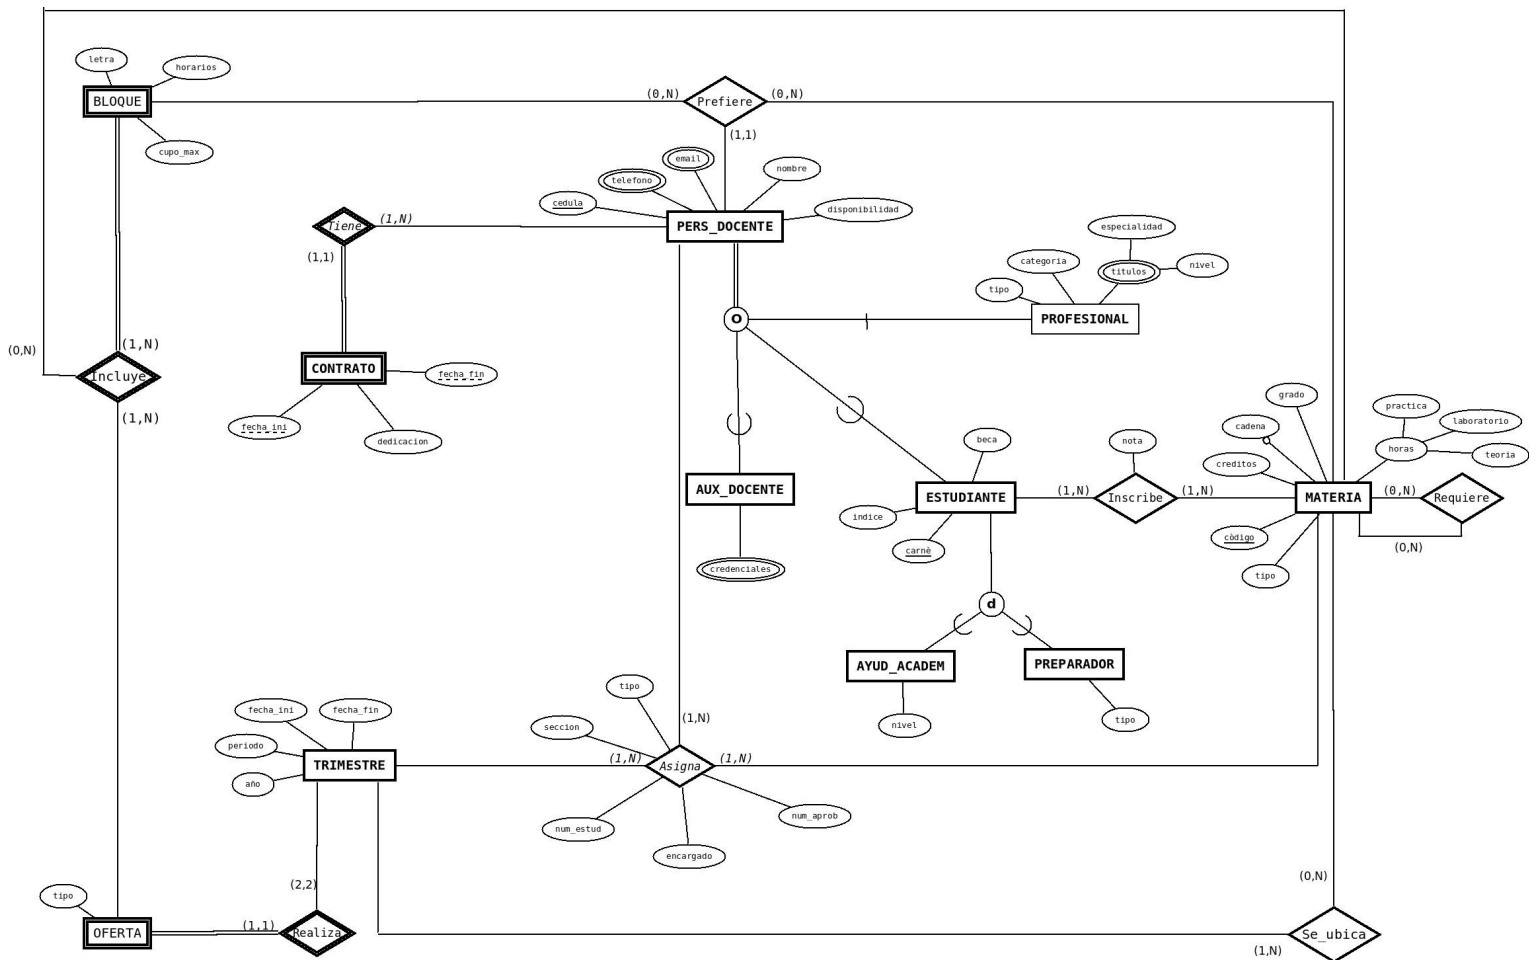 letra
horarios
BLOQUE
cupo_max
(0,N)
Prefiere
(0,N)
(1,1)
email
telefono
nombre
cedula
disponibilidad
PERS_DOCENTE
Tiene
(1,N)
(1,1)
especialidad
categoria
titulos
nivel
tipo
O
PROFESIONAL
(0,N)
(1,N)
Incluye
(1,N)
CONTRATO
fecha_fin
fecha_ini
dedicacion
grado
practica
cadena
laboratorio
horas
teoria
creditos
beca
nota
AUX_DOCENTE
ESTUDIANTE
(1,N)
Inscribe
(1,N)
MATERIA
(0,N)
Requiere
indice
carnè
còdigo
(0,N)
credenciales
tipo
d
AYUD_ACADEM
PREPARADOR
nivel
tipo
tipo
seccion
(1,N)
fecha_ini
fecha_fin
periodo
año
TRIMESTRE
(1,N)
Asigna
(1,N)
num_estud
num_aprob
encargado
(2,2)
(0,N)
tipo
OFERTA
(1,1)
Realiza
Se_ubica
(1,N)